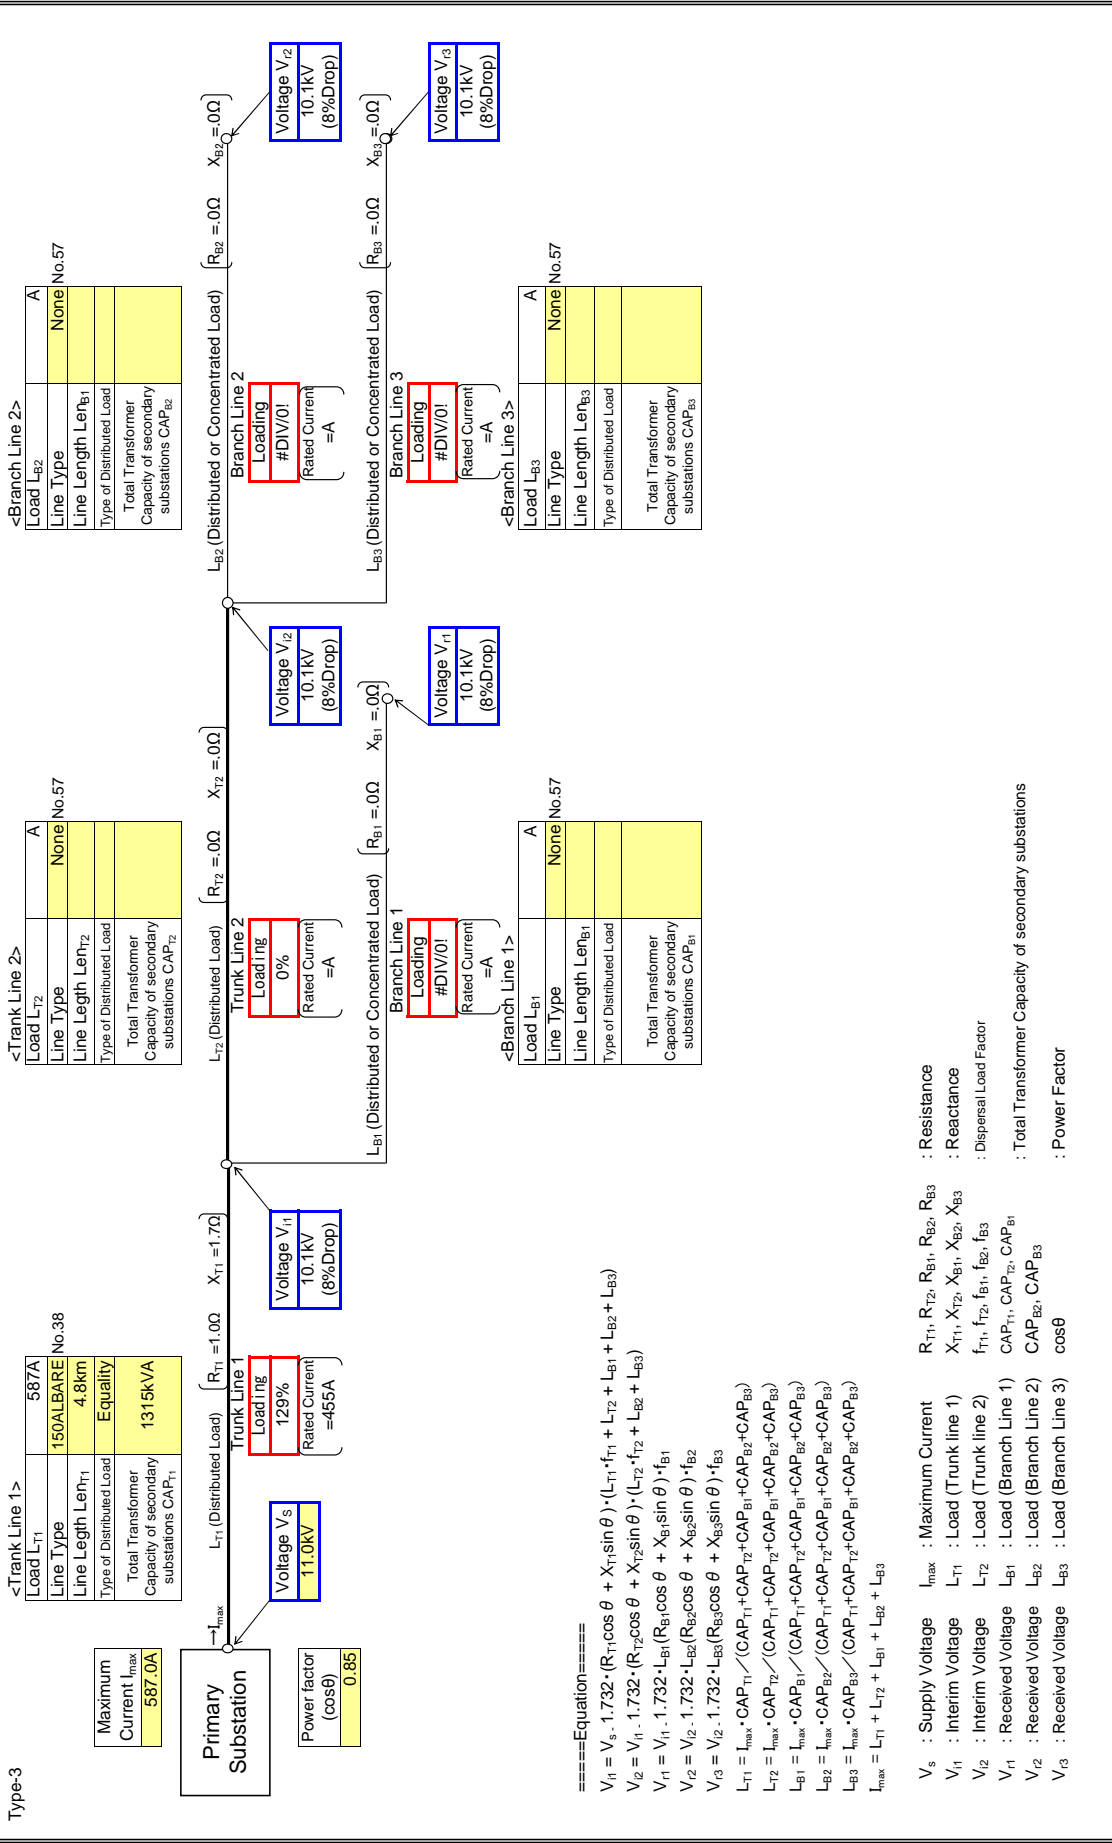 Type-3
Maximum
Current Imax
587.0A
<Trank Line 1>
Load LT1 587A
Line Type 150ALBARE No.38
Line Legth LenT1 4.8km
Type of Distributed Load Equality
Total Transformer
Capacity of secondary
substations CAPT1
1315kVA
<Trank Line 2>
Load LT2 A
Line Type None No.57
Line Length LenT2
Type of Distributed Load
Total Transformer
Capacity of secondary
substations CAPT2
<Branch Line 2>
Load LB2 A
Line Type None No.57
Line Length LenB1
Type of Distributed Load
Total Transformer
Capacity of secondary
substations CAPB2
Primary
Substation
→Imax
LT1 (Distributed Load)
RT1 =1.0Ω XT1 =1.7Ω
LT2 (Distributed Load)
RT2 =.0Ω XT2 =.0Ω
LB2 (Distributed or Concentrated Load)
RB2 =.0Ω XB2 =.0Ω
Power factor
(cosθ)
0.85
Voltage VS
11.0kV
Trunk Line 1
Loading
129%
Rated Current
=455A
Voltage Vi1
10.1kV
(8%Drop)
Trunk Line 2
Loading
0%
Rated Current
=A
Voltage Vi2
10.1kV
(8%Drop)
Branch Line 2
Loading
#DIV/0!
Rated Current
=A
Voltage Vr2
10.1kV
(8%Drop)
LB1 (Distributed or Concentrated Load)
RB1 =.0Ω XB1 =.0Ω
LB3 (Distributed or Concentrated Load)
RB3 =.0Ω XB3 =.0Ω
Branch Line 1
Loading
#DIV/0!
Rated Current
=A
Voltage Vr1
10.1kV
(8%Drop)
Branch Line 3
Loading
#DIV/0!
Rated Current
=A
Voltage Vr3
10.1kV
(8%Drop)
<Branch Line 1>
Load LB1 A
Line Type None No.57
Line Length LenB1
Type of Distributed Load
Total Transformer
Capacity of secondary
substations CAPB1
<Branch Line 3>
Load LB3 A
Line Type None No.57
Line Length LenB3
Type of Distributed Load
Total Transformer
Capacity of secondary
substations CAPB3
=====Equation=====
Vi1 = Vs - 1.732・(RT1cos θ + XT1sin θ)・(LT1・fT1 + LT2 + LB1 + LB2 + LB3)
Vi2 = Vi1 - 1.732・(RT2cos θ + XT2sin θ)・(LT2・fT2 + LB2 + LB3)
Vr1 = Vi1 - 1.732・LB1(RB1cos θ + XB1sin θ)・fB1
Vr2 = Vi2 - 1.732・LB2(RB2cos θ + XB2sin θ)・fB2
Vr3 = Vi2 - 1.732・LB3(RB3cos θ + XB3sin θ)・fB3
LT1 = Imax・CAPT1／(CAPT1+CAPT2+CAPB1+CAPB2+CAPB3)
LT2 = Imax・CAPT2／(CAPT1+CAPT2+CAPB1+CAPB2+CAPB3)
LB1 = Imax・CAPB1／(CAPT1+CAPT2+CAPB1+CAPB2+CAPB3)
LB2 = Imax・CAPB2／(CAPT1+CAPT2+CAPB1+CAPB2+CAPB3)
LB3 = Imax・CAPB3／(CAPT1+CAPT2+CAPB1+CAPB2+CAPB3)
Imax = LT1 + LT2 + LB1 + LB2 + LB3
Vs : Supply Voltage Imax : Maximum Current RT1, RT2, RB1, RB2, RB3 : Resistance
Vi1 : Interim Voltage LT1 : Load (Trunk line 1) XT1, XT2, XB1, XB2, XB3 : Reactance
Vi2 : Interim Voltage LT2 : Load (Trunk line 2) fT1, fT2, fB1, fB2, fB3 : Dispersal Load Factor
Vr1 : Received Voltage LB1 : Load (Branch Line 1) CAPT1, CAPT2, CAPB1 : Total Transformer Capacity of secondary substations
Vr2 : Received Voltage LB2 : Load (Branch Line 2) CAPB2, CAPB3
Vr3 : Received Voltage LB3 : Load (Branch Line 3) cosθ : Power Factor